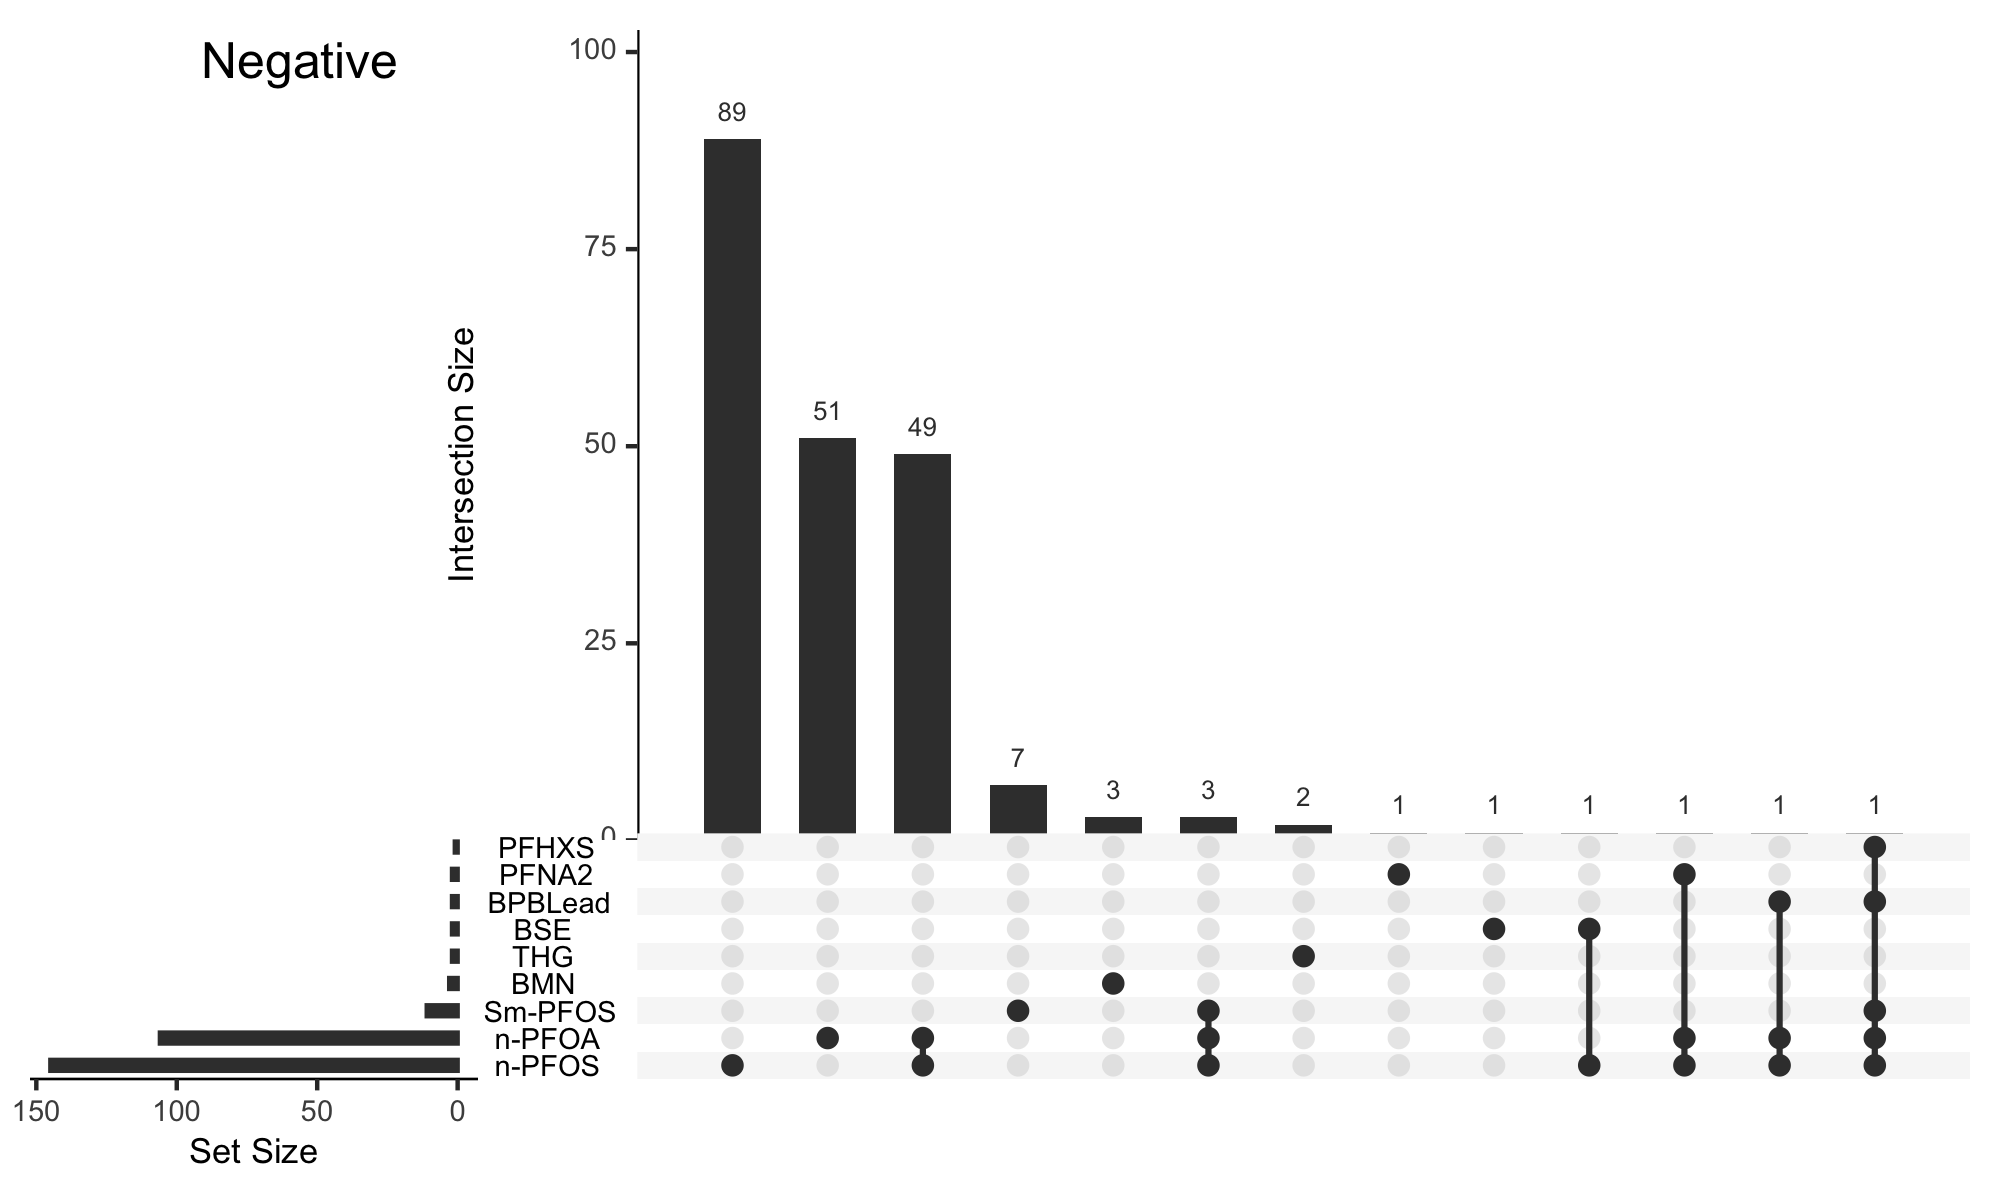 Negative
100
75
50
25
0
Intersection Size
89
51
49
7
3
3
2
1
1
1
1
1
1
PFHXS
PFNA2
BPBLead
BSE
THG
BMN
Sm-PFOS
n-PFOA
n-PFOS
150 100 50 0
Set Size